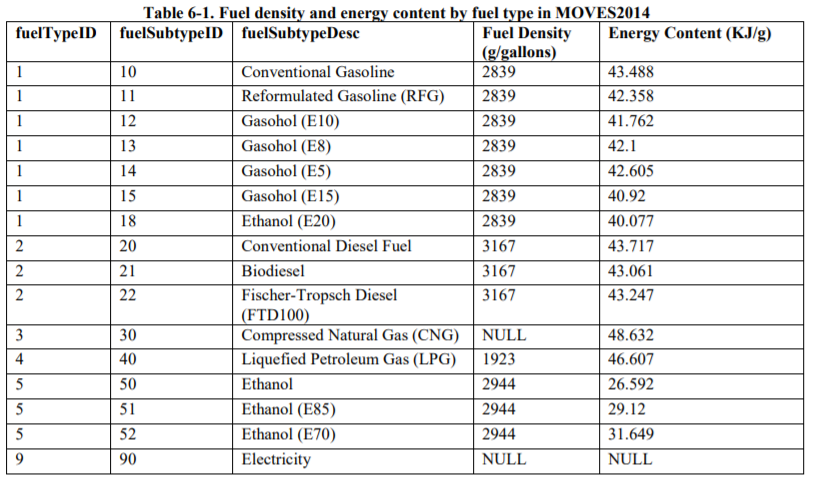 Table 6-1. Fuel density and energy content by fuel type in MOVES2014
fuelTypeID fuelSubtypeID fuelSubtypeDesc Fuel Density (g/gallons) Energy Content (KJ/g)
1 10 Conventional Gasoline 2839 43.488
1 11 Reformulated Gasoline (RFG) 2839 42.358
1 12 Gasohol (E10) 2839 41.762
1 13 Gasohol (E8) 2839 42.1
1 14 Gasohol (E5) 2839 42.605
1 15 Gasohol (E15) 2839 40.92
1 18 Ethanol (E20) 2839 40.077
2 20 Conventional Diesel Fuel 3167 43.717
2 21 Biodiesel 3167 43.061
2 22 Fischer-Tropsch Diesel (FTD100) 3167 43.247
3 30 Compressed Natural Gas (CNG) NULL 48.632
4 40 Liquefied Petroleum Gas (LPG) 1923 46.607
5 50 Ethanol 2944 26.592
5 51 Ethanol (E85) 2944 29.12
5 52 Ethanol (E70) 2944 31.649
9 90 Electricity NULL NULL